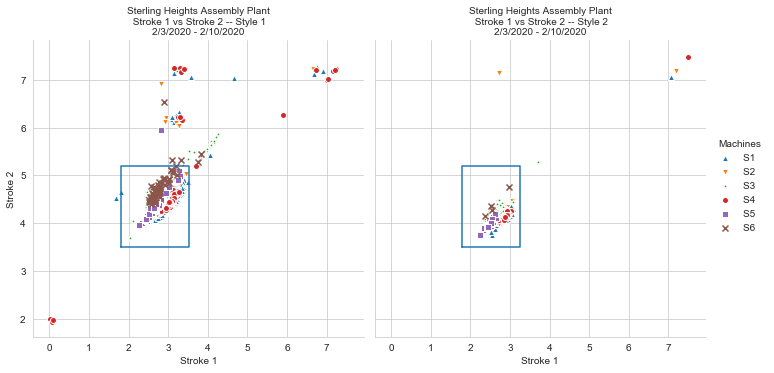 Sterling Heights Assembly Plant
Stroke 1 vs Stroke 2 -- Style 1
2/3/2020 - 2/10/2020
Sterling Heights Assembly Plant
Stroke 1 vs Stroke 2 -- Style 2
2/3/2020 - 2/10/2020
7
6
5
4
3
2
Stroke 2
0 1 2 3 4 5 6 7
Stroke 1
0 1 2 3 4 5 6 7
Stroke 1
Machines
S1
S2
S3
S4
S5
S6